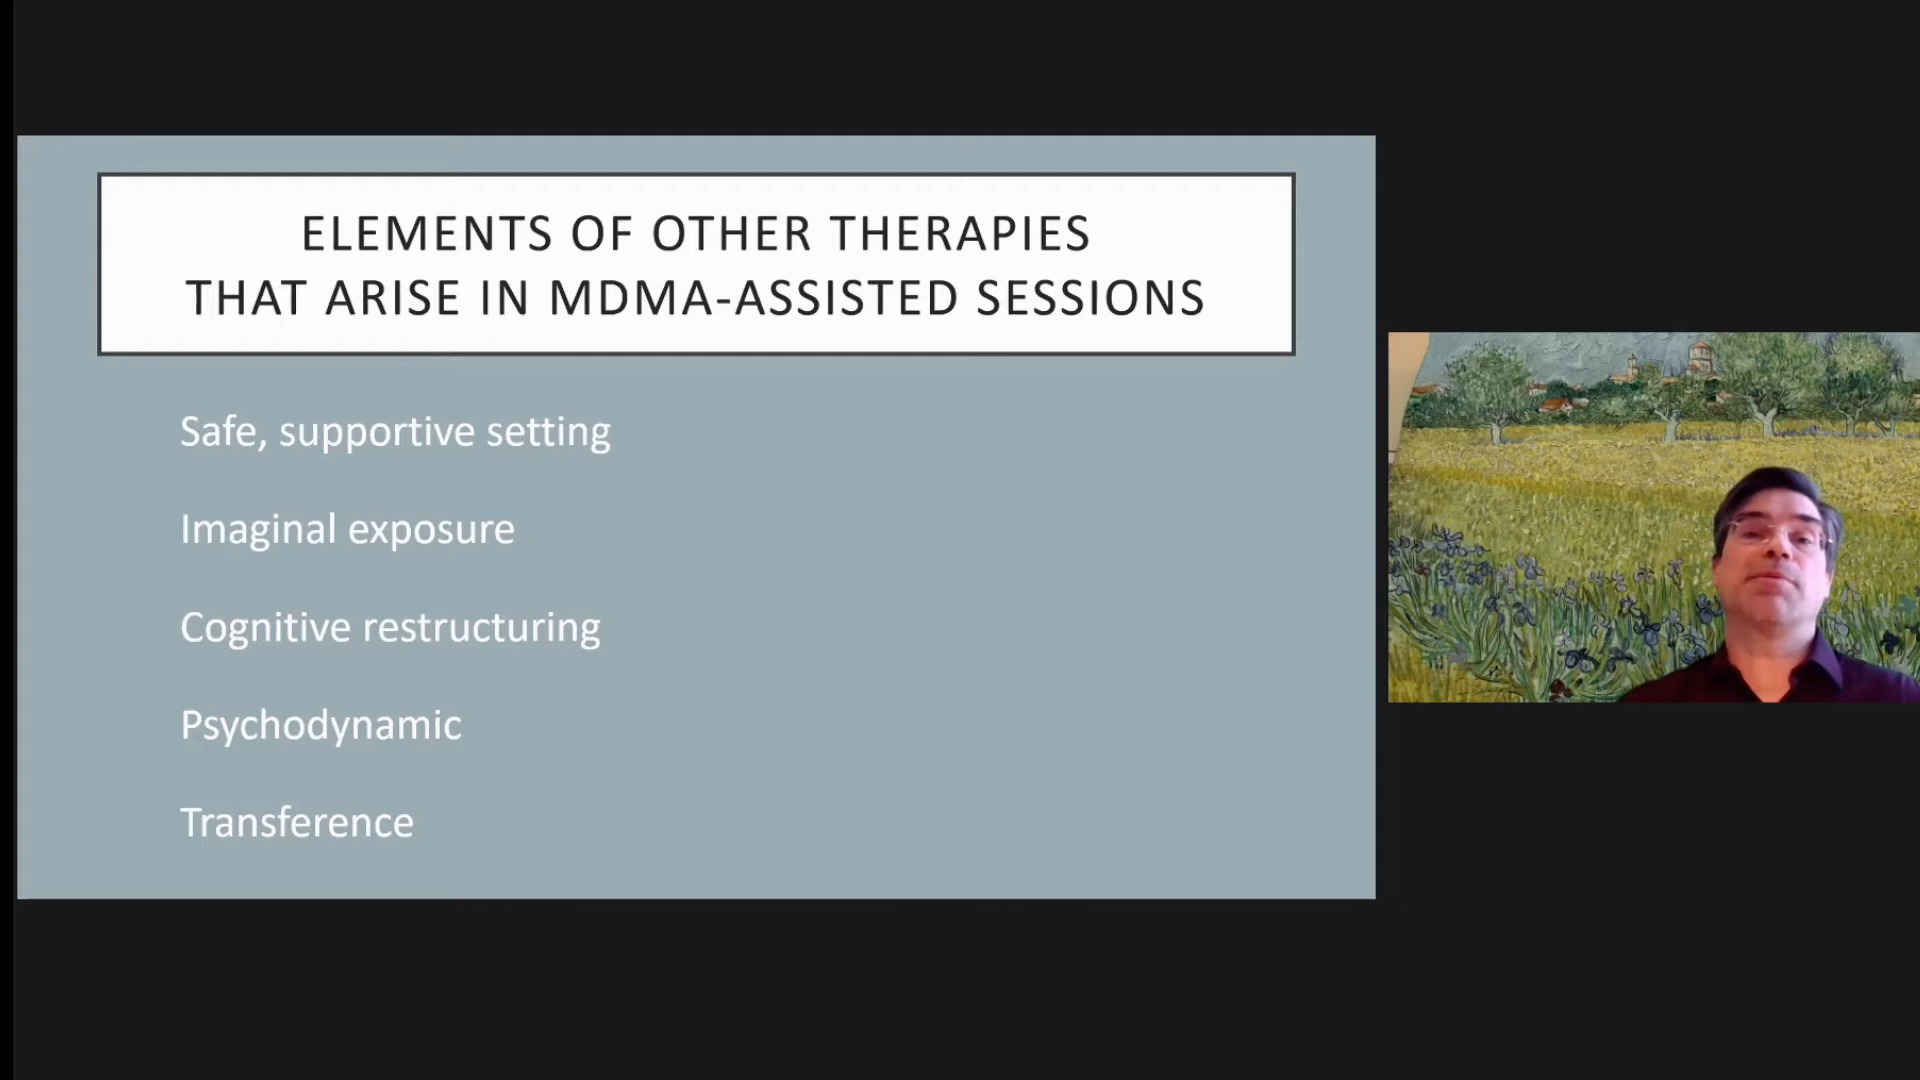 ELEMENTS OF OTHER THERAPIES
THAT ARISE IN MDMA-ASSISTED SESSIONS
Safe, supportive setting
Imaginal exposure
Cognitive restructuring
Psychodynamic
Transference